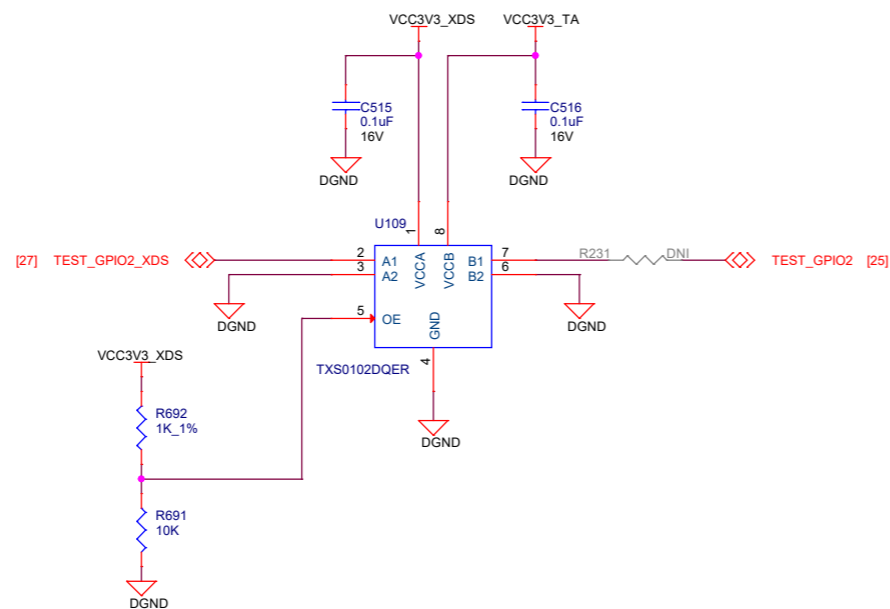 VCC3V3_XDS
VCC3V3_TA
C515
0.1uF
16V
C516
0.1uF
16V
DGND
DGND
U109
1
8
[27] TEST_GPIO2_XDS
2
A1
VCCA
VCCB
B1
7
R231
DNI
TEST_GPIO2 [25]
3
A2
B2
6
DGND
DGND
5
OE
GND
VCC3V3_XDS
TXS0102DQER
4
R692
1K_1%
DGND
R691
10K
DGND